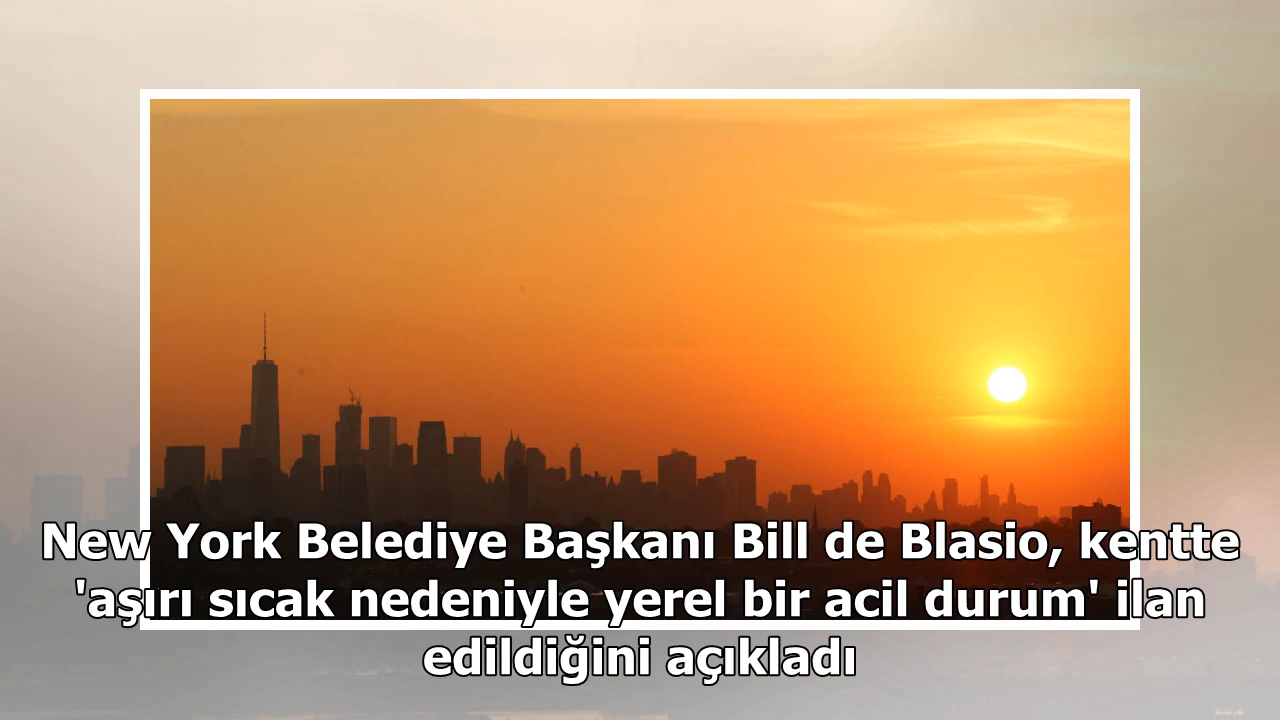 New York Belediye Başkanı Bill de Blasio, kentte
'aşırı sıcak nedeniyle yerel bir acil durum' ilan
edildiğini açıkladı